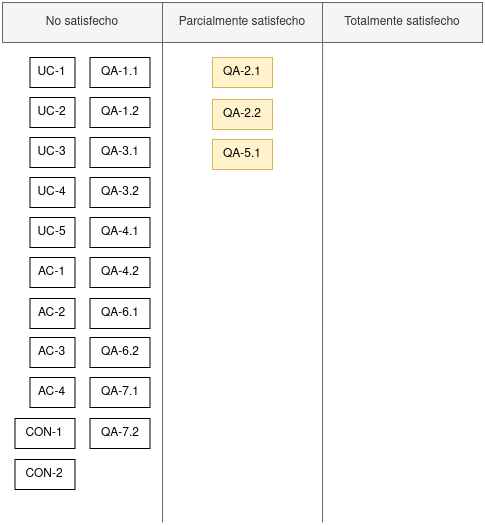 No satisfecho Parcialmente satisfecho Totalmente satisfecho
UC-1 QA-1.1 QA-2.1
UC-2 QA-1.2 QA-2.2
UC-3 QA-3.1 QA-5.1
UC-4 QA-3.2
UC-5 QA-4.1
AC-1 QA-4.2
AC-2 QA-6.1
AC-3 QA-6.2
AC-4 QA-7.1
CON-1 QA-7.2
CON-2